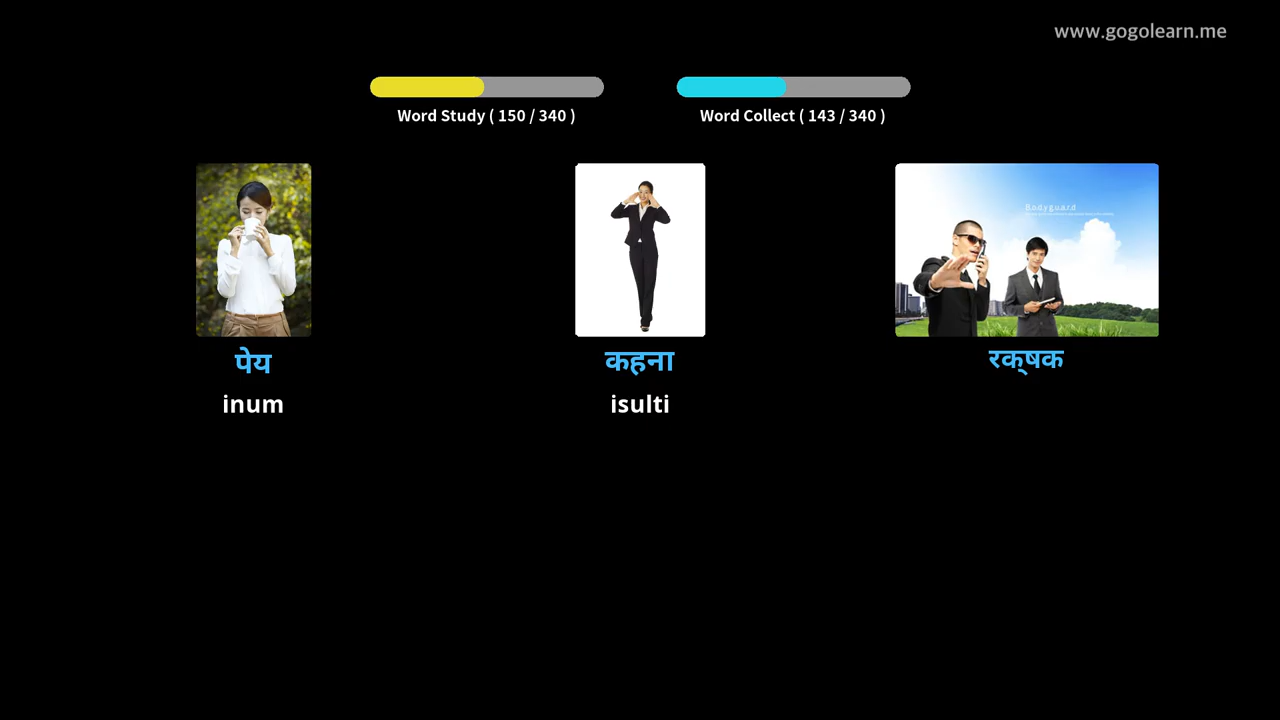 www.gogolearn.me
Word Study ( 150 / 340 )
Word Collect ( 143 / 340 )
Bodyguard
पेय
कहना
रक्षक
inum
isulti